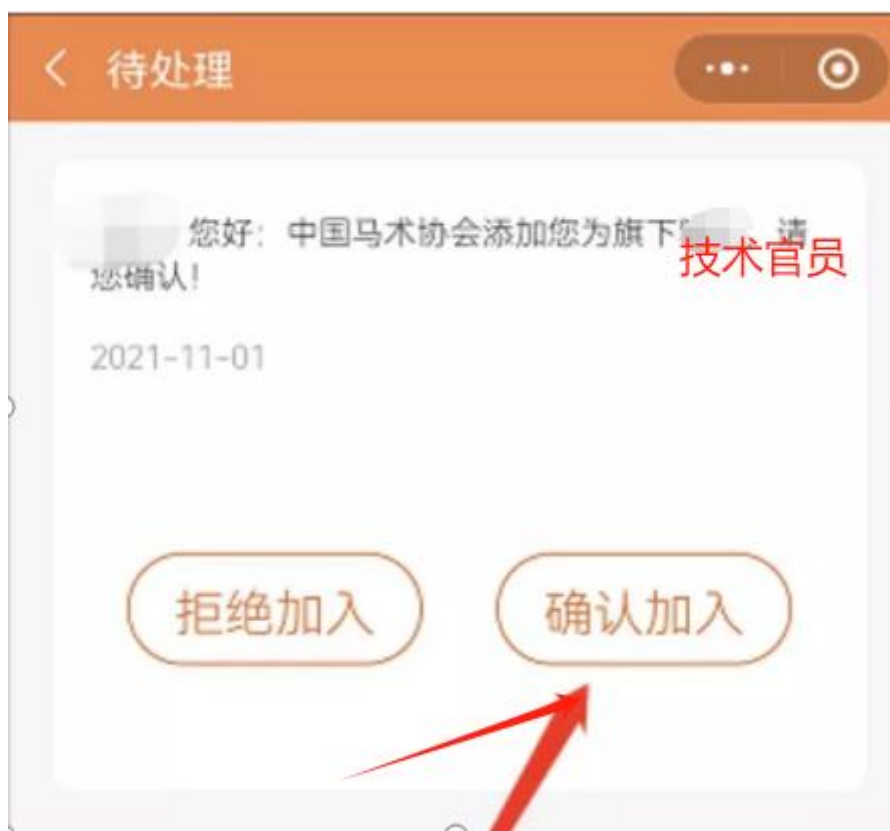 待处理
您好：中国马术协会添加您为旗下 请
技术官员
您确认！
2021-11-01
拒绝加入
确认加入